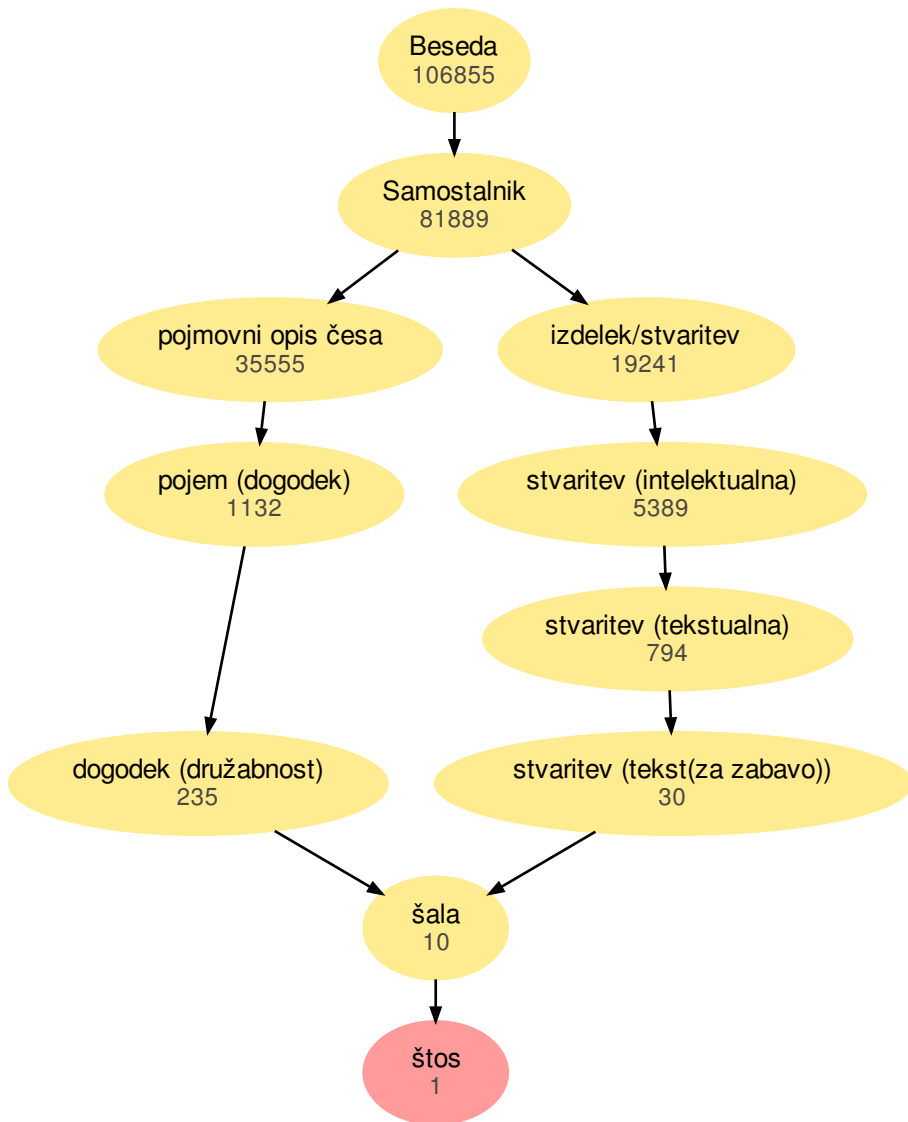 Beseda
106855
Samostalnik
81889
pojmovni opis česa
35555
izdelek/stvaritev
19241
pojem (dogodek)
1132
stvaritev (intelektualna)
5389
stvaritev (tekstualna)
794
dogodek (družabnost)
235
stvaritev (tekst(za zabavo))
30
šala
10
štos
1